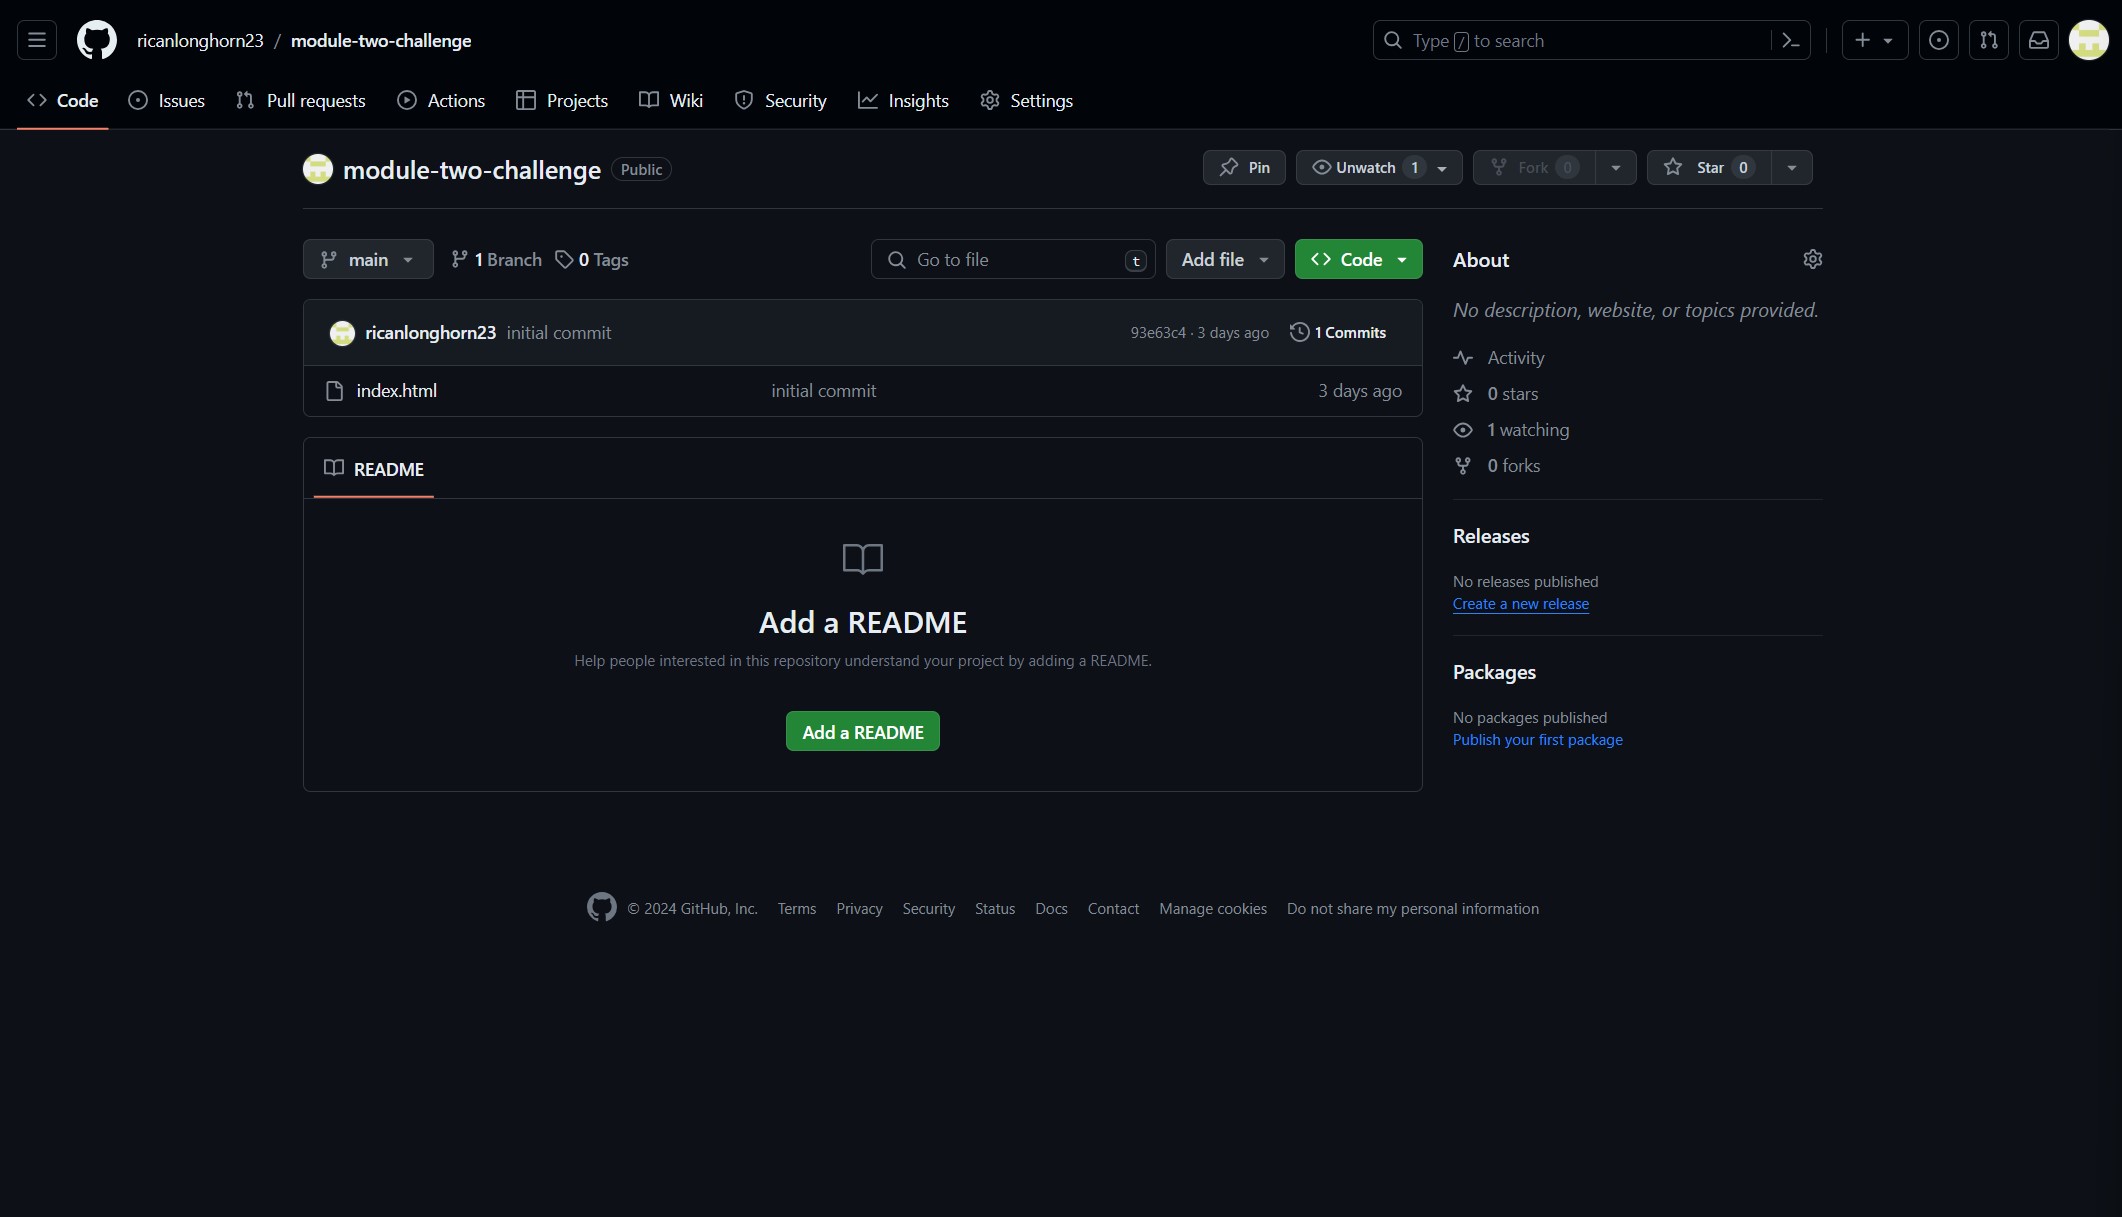 ricanlonghorn23 / module-two-challenge
Type / to search
Code Issues Pull requests Actions Projects Wiki Security Insights Settings
module-two-challenge Public
Pin Unwatch 1 Fork 0 Star 0
main 1 Branch 0 Tags
Go to file t
Add file Code
ricanlonghorn23 initial commit 93e63c4 · 3 days ago 1 Commits
index.html initial commit 3 days ago
README
Add a README
Help people interested in this repository understand your project by adding a README.
Add a README
About
No description, website, or topics provided.
Activity
0 stars
1 watching
0 forks
Releases
No releases published
Create a new release
Packages
No packages published
Publish your first package
© 2024 GitHub, Inc. Terms Privacy Security Status Docs Contact Manage cookies Do not share my personal information